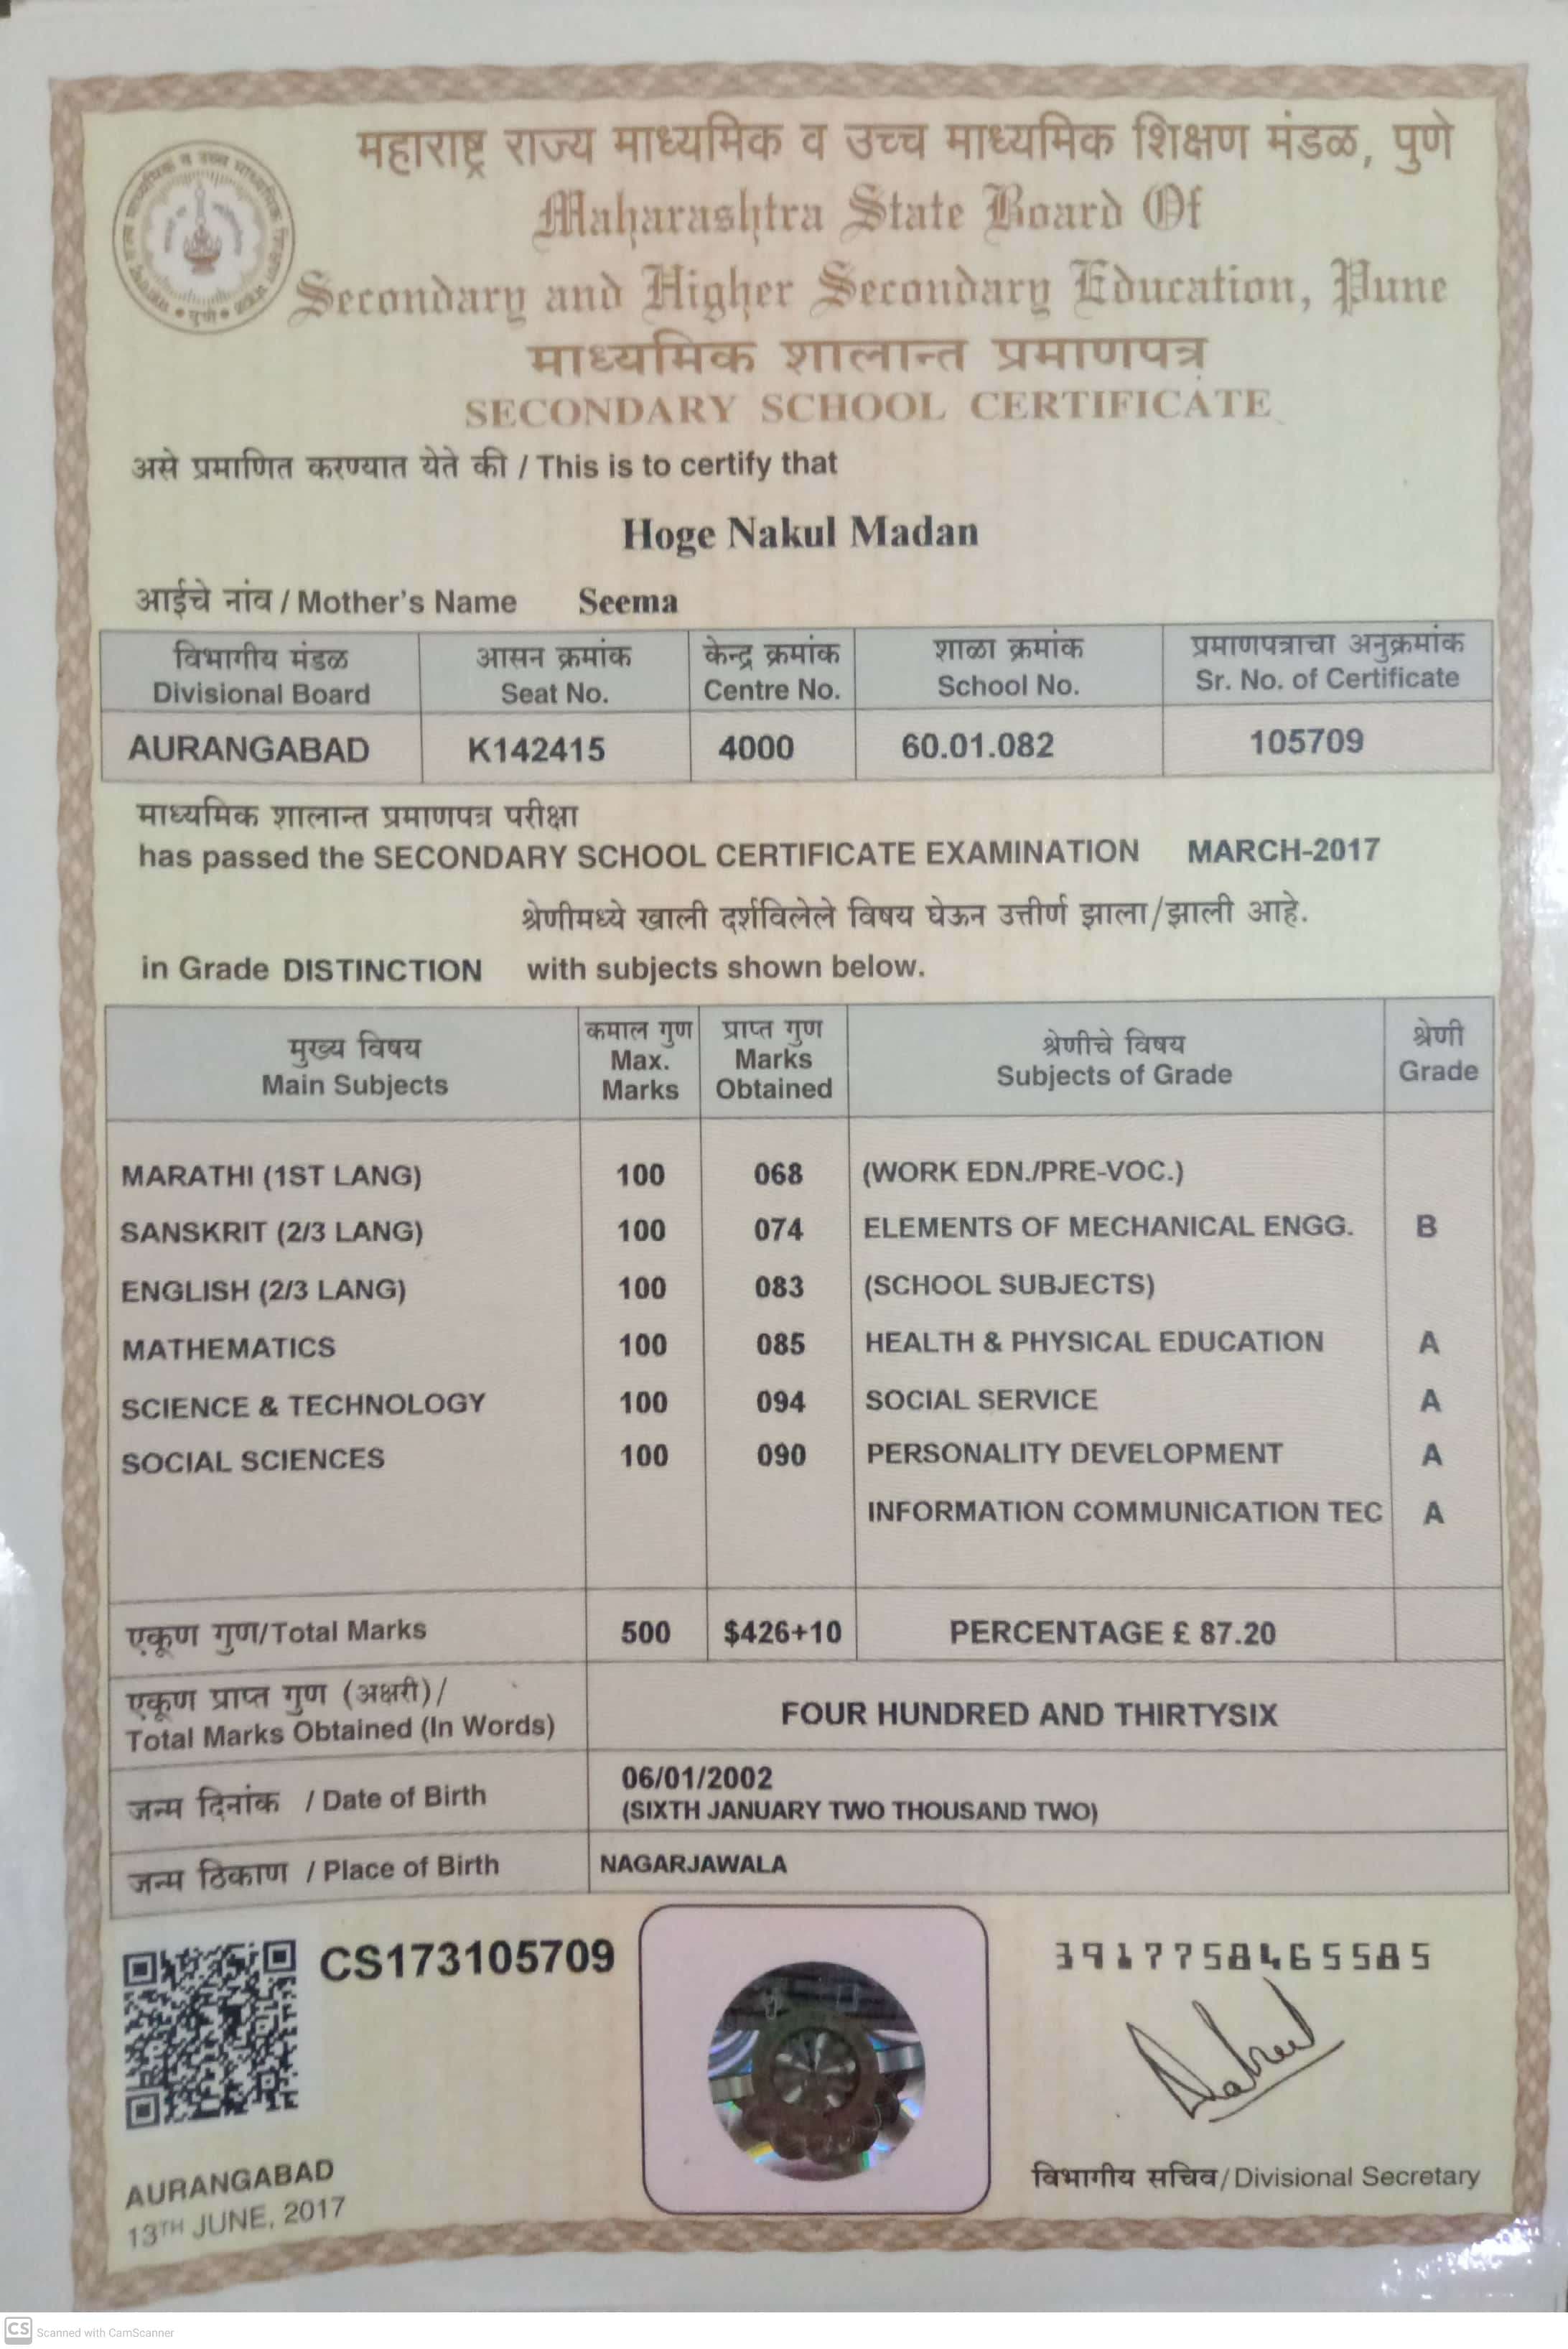 महाराष्ट्र राज्य माध्यमिक व उच्च माध्यमिक शिक्षण मंडळ, पुणे
Maharashtra State Board Of
Secondary and Higher Secondary Education, Pune
माध्यमिक शालान्त प्रमाणपत्र
SECONDARY SCHOOL CERTIFICATE
असे प्रमाणित करण्यात येते की / This is to certify that
Hoge Nakul Madan
आईचे नांव / Mother's Name Seema
विभागीय मंडळ आसन क्रमांक केन्द्र क्रमांक शाळा क्रमांक प्रमाणपत्राचा अनुक्रमांक
Divisional Board Seat No. Centre No. School No. Sr. No. of Certificate
AURANGABAD K142415 4000 60.01.082 105709
माध्यमिक शालान्त प्रमाणपत्र परीक्षा
has passed the SECONDARY SCHOOL CERTIFICATE EXAMINATION MARCH-2017
श्रेणीमध्ये खाली दर्शविलेले विषय घेऊन उत्तीर्ण झाला/झाली आहे.
in Grade DISTINCTION with subjects shown below.
मुख्य विषय कमाल गुण प्राप्त गुण श्रेणीचे विषय श्रेणी
Main Subjects Max. Marks Marks Obtained Subjects of Grade Grade
MARATHI (1ST LANG) 100 068 (WORK EDN./PRE-VOC.)
SANSKRIT (2/3 LANG) 100 074 ELEMENTS OF MECHANICAL ENGG. B
ENGLISH (2/3 LANG) 100 083 (SCHOOL SUBJECTS)
MATHEMATICS 100 085 HEALTH & PHYSICAL EDUCATION A
SCIENCE & TECHNOLOGY 100 094 SOCIAL SERVICE A
SOCIAL SCIENCES 100 090 PERSONALITY DEVELOPMENT A
INFORMATION COMMUNICATION TEC A
एकूण गुण/Total Marks 500 $426+10 PERCENTAGE £ 87.20
एकूण प्राप्त गुण (अक्षरी)/
Total Marks Obtained (In Words) FOUR HUNDRED AND THIRTYSIX
जन्म दिनांक / Date of Birth 06/01/2002
(SIXTH JANUARY TWO THOUSAND TWO)
जन्म ठिकाण / Place of Birth NAGARJAWALA
CS173105709
3917758465585
विभागीय सचिव/Divisional Secretary
AURANGABAD
13TH JUNE, 2017
CS Scanned with CamScanner